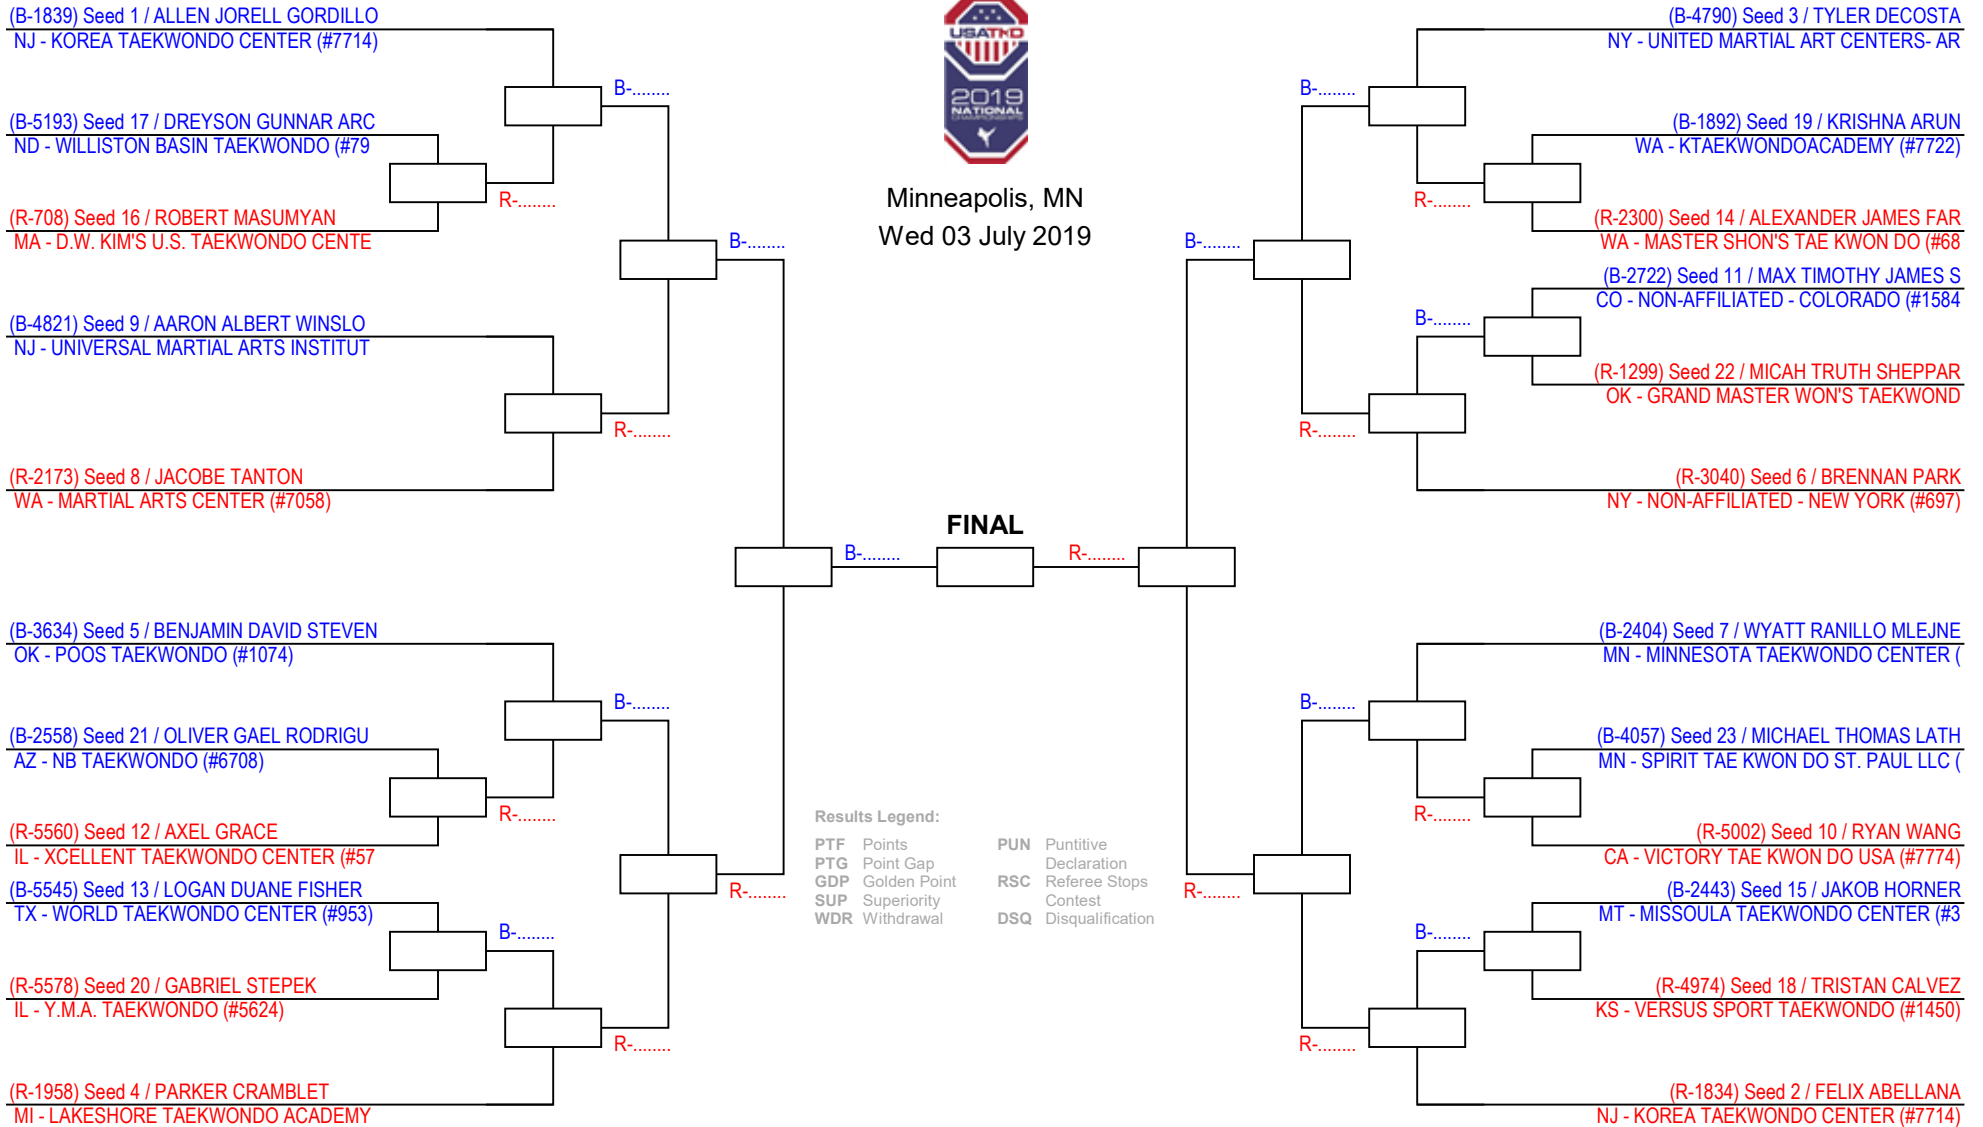 (B-1839) Seed 1 / ALLEN JORELL GORDILLO
NJ - KOREA TAEKWONDO CENTER (#7714)
B-........
(B-5193) Seed 17 / DREYSON GUNNAR ARC
ND - WILLISTON BASIN TAEKWONDO (#79
R-........
(R-708) Seed 16 / ROBERT MASUMYAN
MA - D.W. KIM'S U.S. TAEKWONDO CENTE
B-........
(B-4821) Seed 9 / AARON ALBERT WINSLO
NJ - UNIVERSAL MARTIAL ARTS INSTITUT
R-........
(R-2173) Seed 8 / JACOBE TANTON
WA - MARTIAL ARTS CENTER (#7058)
B-........
(B-3634) Seed 5 / BENJAMIN DAVID STEVEN
OK - POOS TAEKWONDO (#1074)
B-........
(B-2558) Seed 21 / OLIVER GAEL RODRIGU
AZ - NB TAEKWONDO (#6708)
R-........
(R-5560) Seed 12 / AXEL GRACE
IL - XCELLENT TAEKWONDO CENTER (#57
R-........
(B-5545) Seed 13 / LOGAN DUANE FISHER
TX - WORLD TAEKWONDO CENTER (#953)
B-........
(R-5578) Seed 20 / GABRIEL STEPEK
IL - Y.M.A. TAEKWONDO (#5624)
R-........
(R-1958) Seed 4 / PARKER CRAMBLET
MI - LAKESHORE TAEKWONDO ACADEMY
USATKD
2019
NATIONAL
CHAMPIONSHIPS
Minneapolis, MN
Wed 03 July 2019
FINAL
Results Legend:
PTF Points
PTG Point Gap
GDP Golden Point
SUP Superiority
WDR Withdrawal
PUN Puntitive
Declaration
RSC Referee Stops
Contest
DSQ Disqualification
(B-4790) Seed 3 / TYLER DECOSTA
NY - UNITED MARTIAL ART CENTERS- AR
B-........
(B-1892) Seed 19 / KRISHNA ARUN
WA - KTAEKWONDOACADEMY (#7722)
R-........
(R-2300) Seed 14 / ALEXANDER JAMES FAR
WA - MASTER SHON'S TAE KWON DO (#68
B-........
(B-2722) Seed 11 / MAX TIMOTHY JAMES S
CO - NON-AFFILIATED - COLORADO (#1584
B-........
(R-1299) Seed 22 / MICAH TRUTH SHEPPAR
OK - GRAND MASTER WON'S TAEKWOND
R-........
(R-3040) Seed 6 / BRENNAN PARK
NY - NON-AFFILIATED - NEW YORK (#697)
R-........
(B-2404) Seed 7 / WYATT RANILLO MLEJNE
MN - MINNESOTA TAEKWONDO CENTER (
B-........
(B-4057) Seed 23 / MICHAEL THOMAS LATH
MN - SPIRIT TAE KWON DO ST. PAUL LLC (
R-........
(R-5002) Seed 10 / RYAN WANG
CA - VICTORY TAE KWON DO USA (#7774)
R-........
(B-2443) Seed 15 / JAKOB HORNER
MT - MISSOULA TAEKWONDO CENTER (#3
B-........
(R-4974) Seed 18 / TRISTAN CALVEZ
KS - VERSUS SPORT TAEKWONDO (#1450)
R-........
(R-1834) Seed 2 / FELIX ABELLANA
NJ - KOREA TAEKWONDO CENTER (#7714)